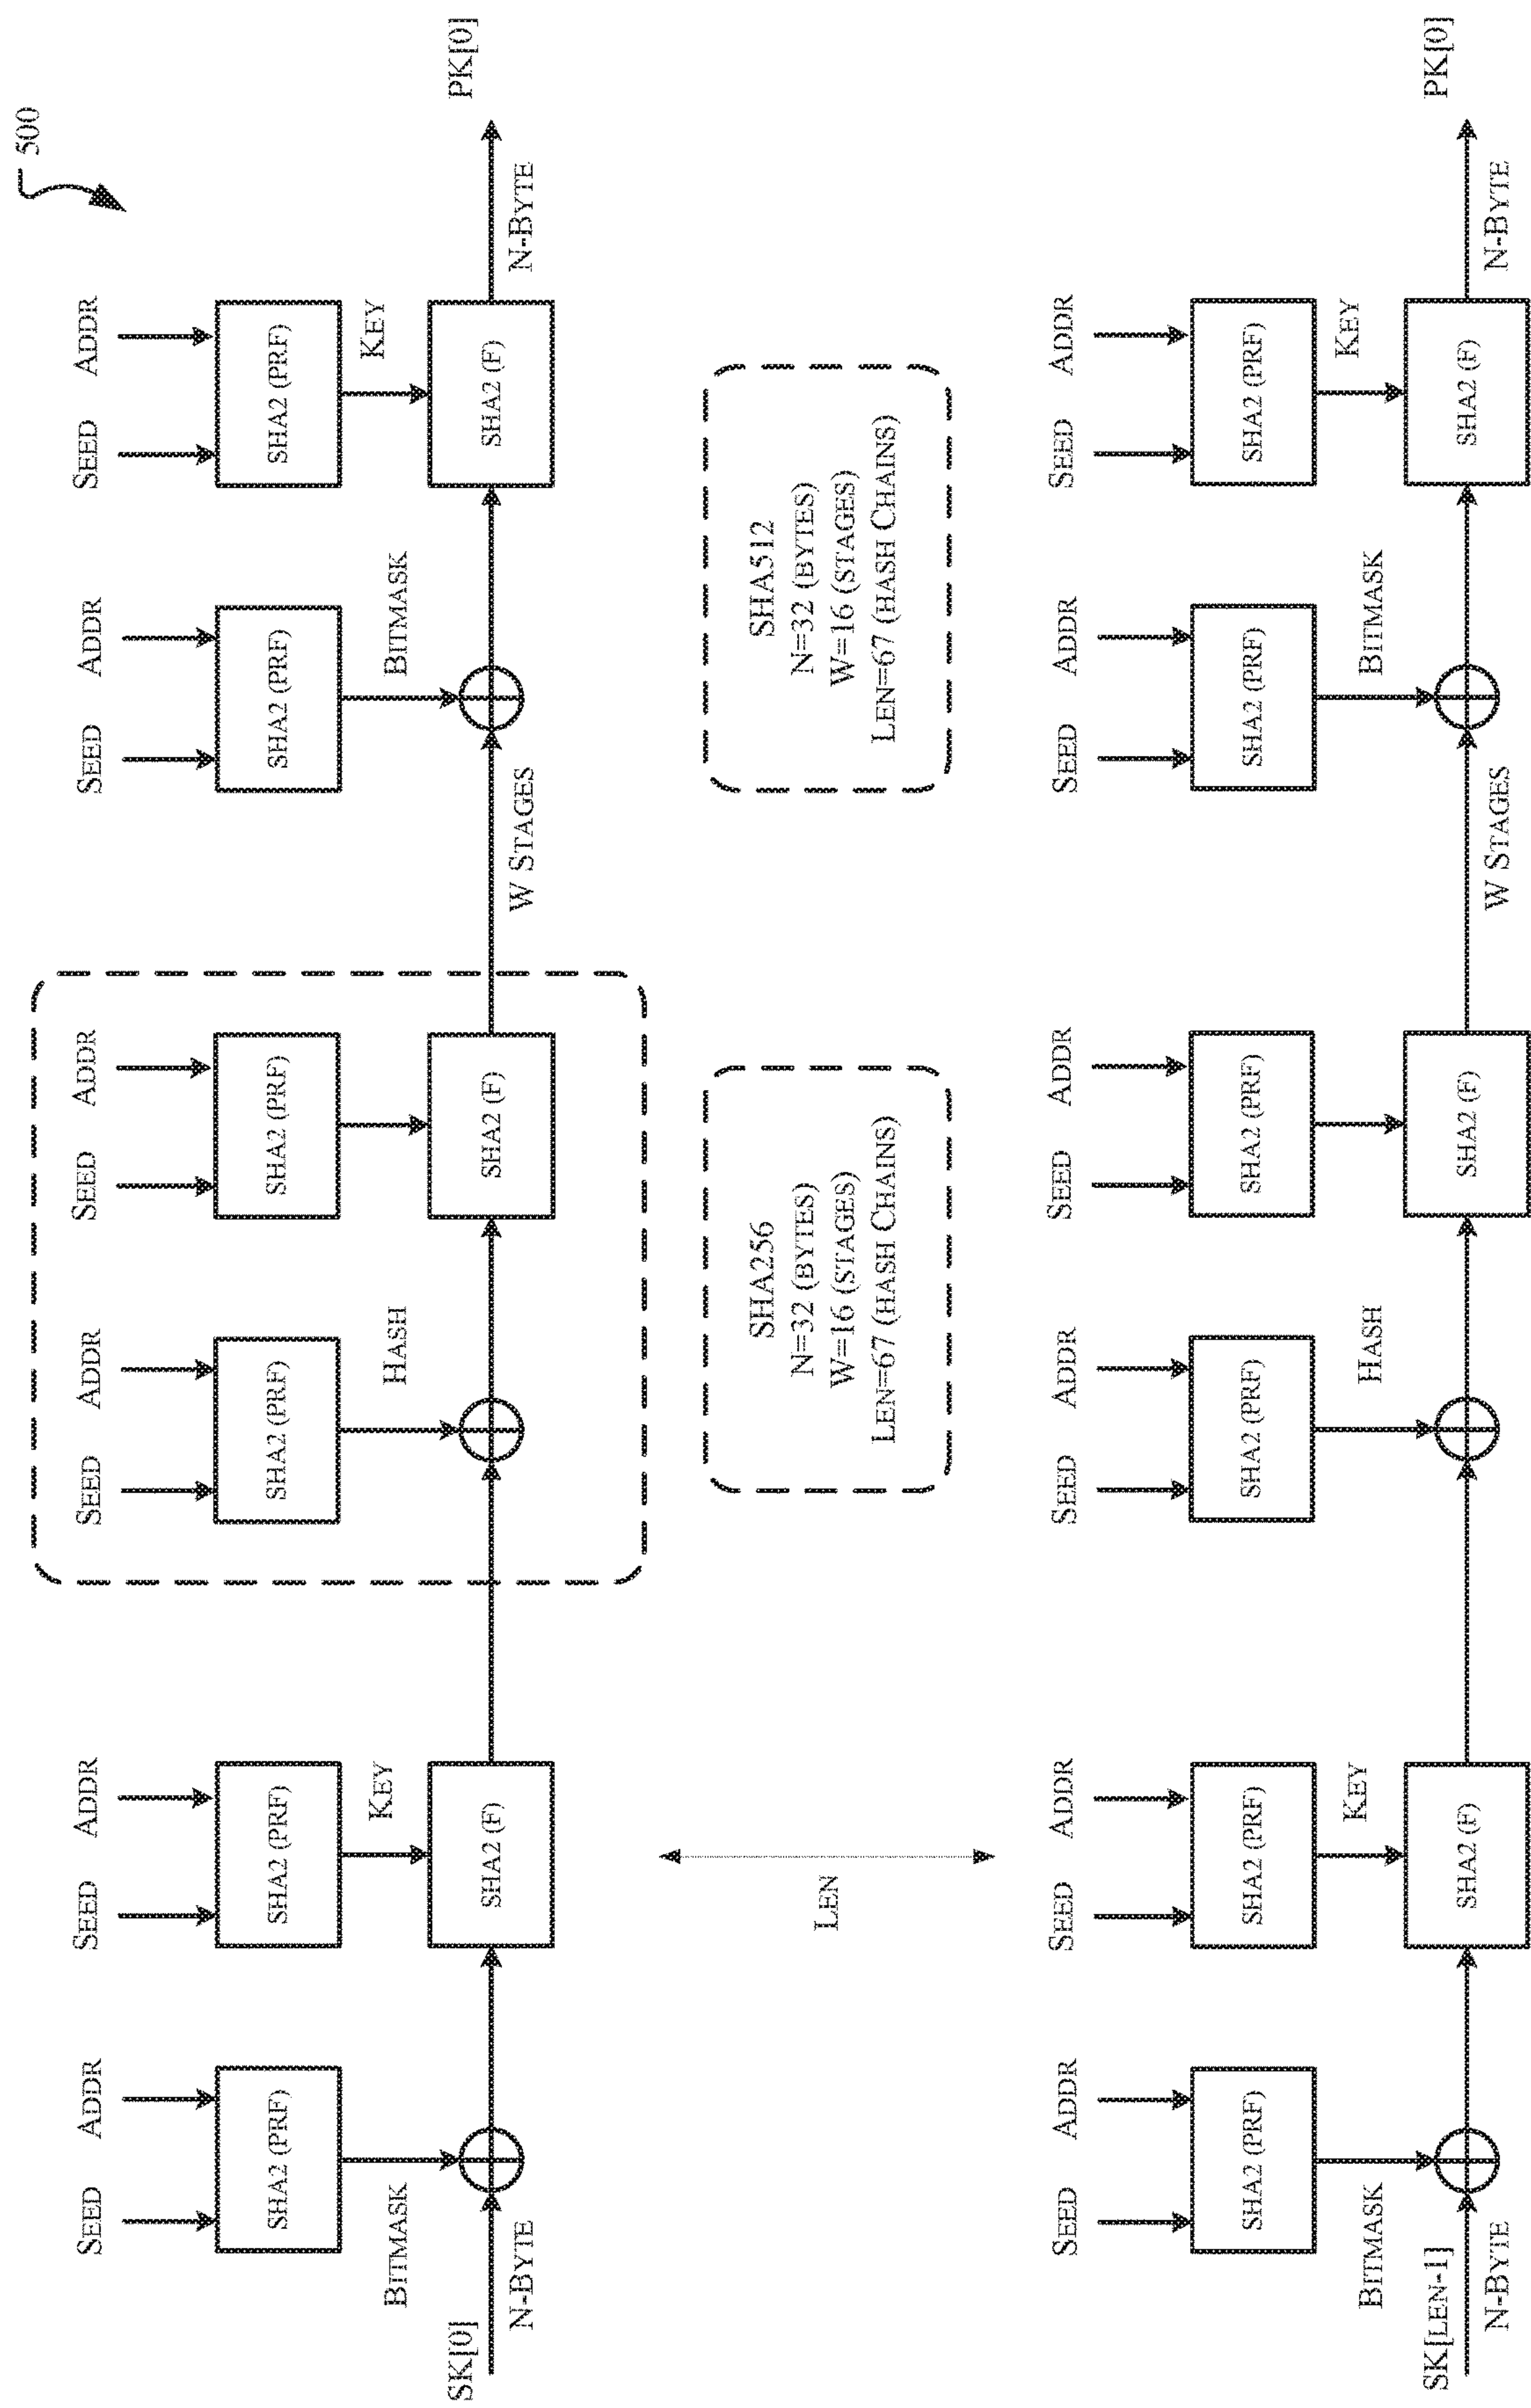 500
SEED
ADDR
SEED
ADDR
SEED
ADDR
SEED
ADDR
SEED
ADDR
SEED
ADDR
SHA2 (PRF)
SHA2 (PRF)
SHA2 (PRF)
SHA2 (PRF)
SHA2 (PRF)
SHA2 (PRF)
BITMASK
KEY
HASH
BITMASK
KEY
SK[0]
PK[0]
SHA2 (F)
SHA2 (F)
SHA2 (F)
N-BYTE
W STAGES
N-BYTE
LEN
SHA256
N=32 (BYTES)
W=16 (STAGES)
LEN=67 (HASH CHAINS)
SHA512
N=32 (BYTES)
W=16 (STAGES)
LEN=67 (HASH CHAINS)
SEED
ADDR
SEED
ADDR
SEED
ADDR
SEED
ADDR
SEED
ADDR
SEED
ADDR
SHA2 (PRF)
SHA2 (PRF)
SHA2 (PRF)
SHA2 (PRF)
SHA2 (PRF)
SHA2 (PRF)
BITMASK
KEY
HASH
BITMASK
KEY
SK[LEN-1]
PK[0]
SHA2 (F)
SHA2 (F)
SHA2 (F)
N-BYTE
W STAGES
N-BYTE